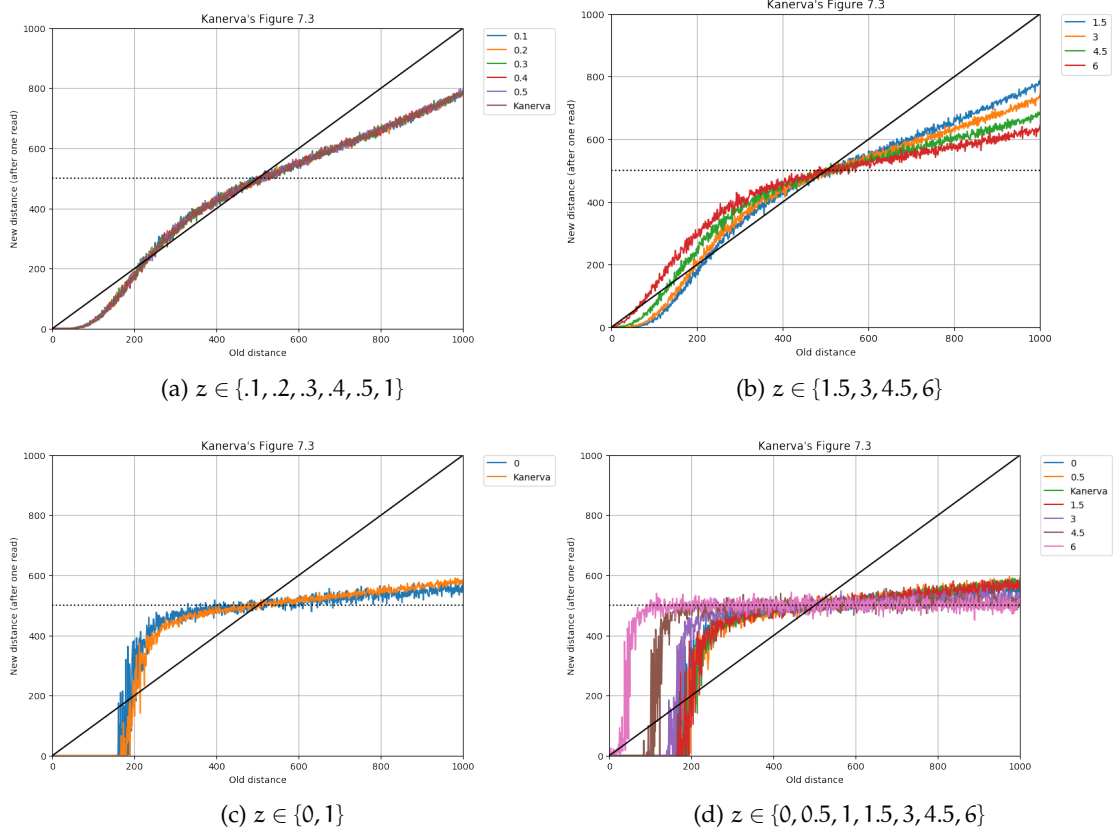 Kanerva's Figure 7.3
1000
800
600
400
200
0
New distance (after one read)
0 200 400 600 800 1000
Old distance
0.1
0.2
0.3
0.4
0.5
Kanerva
(a) z ∈ {.1, .2, .3, .4, .5, 1}
Kanerva's Figure 7.3
1000
800
600
400
200
0
New distance (after one read)
0 200 400 600 800 1000
Old distance
1.5
3
4.5
6
(b) z ∈ {1.5, 3, 4.5, 6}
Kanerva's Figure 7.3
1000
800
600
400
200
0
New distance (after one read)
0 200 400 600 800 1000
Old distance
0
Kanerva
(c) z ∈ {0, 1}
Kanerva's Figure 7.3
1000
800
600
400
200
0
New distance (after one read)
0 200 400 600 800 1000
Old distance
0
0.5
Kanerva
1.5
3
4.5
6
(d) z ∈ {0, 0.5, 1, 1.5, 3, 4.5, 6}